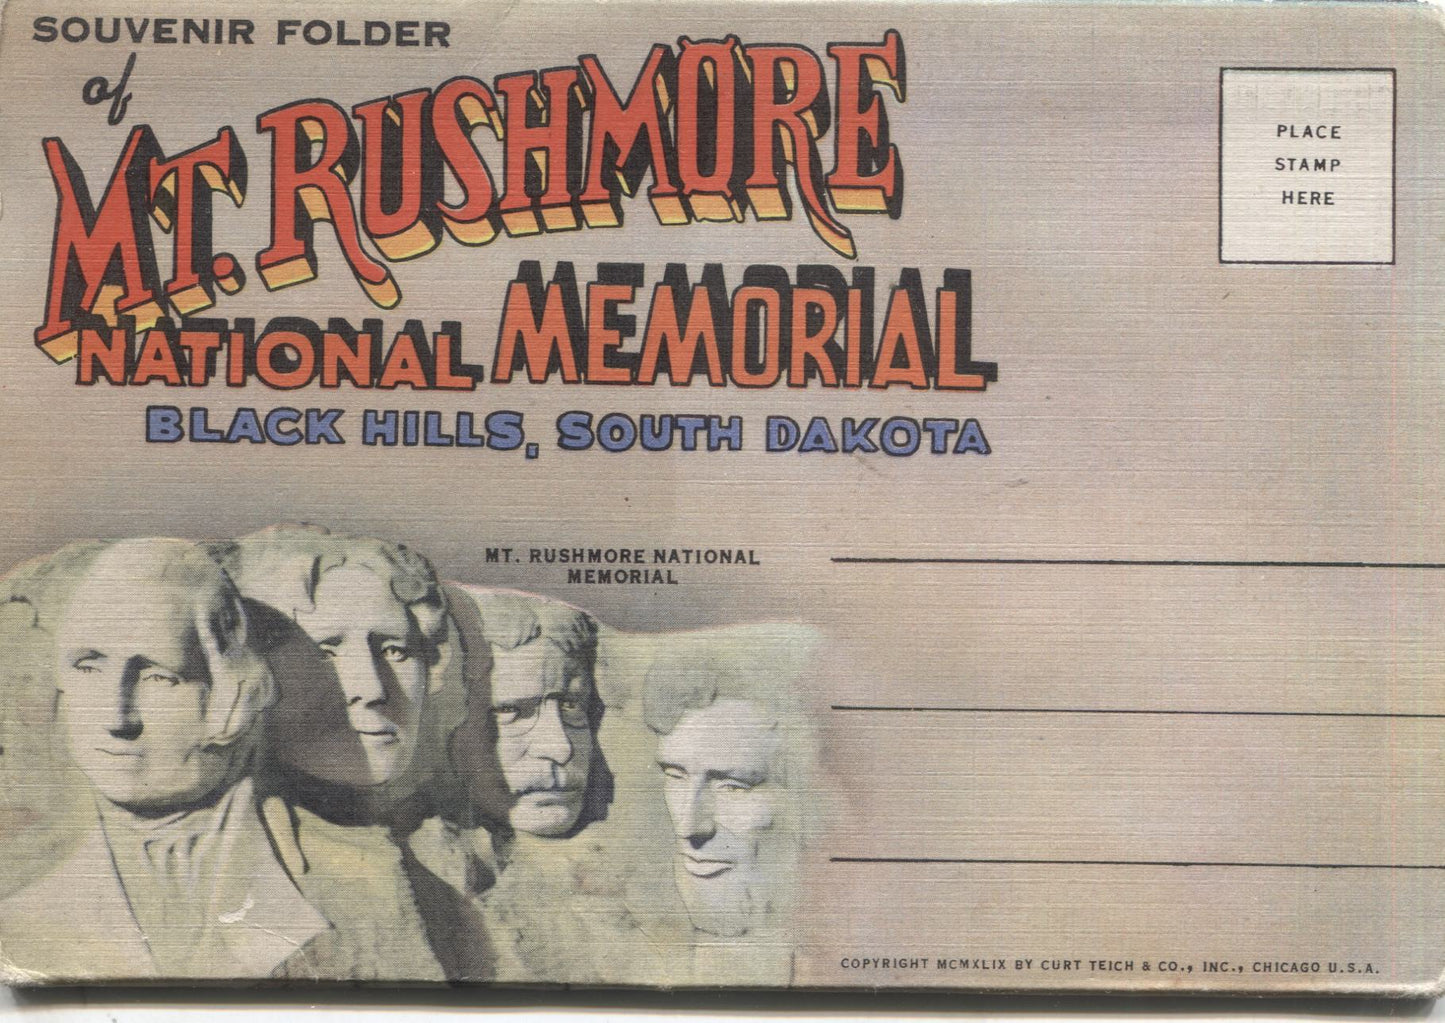 SOUVENIR FOLDER
of
MT. RUSHMORE
NATIONAL MEMORIAL
BLACK HILLS, SOUTH DAKOTA
PLACE
STAMP
HERE
MT. RUSHMORE NATIONAL
MEMORIAL
COPYRIGHT MCMXLIX BY CURT TEICH & CO., INC., CHICAGO U.S.A.